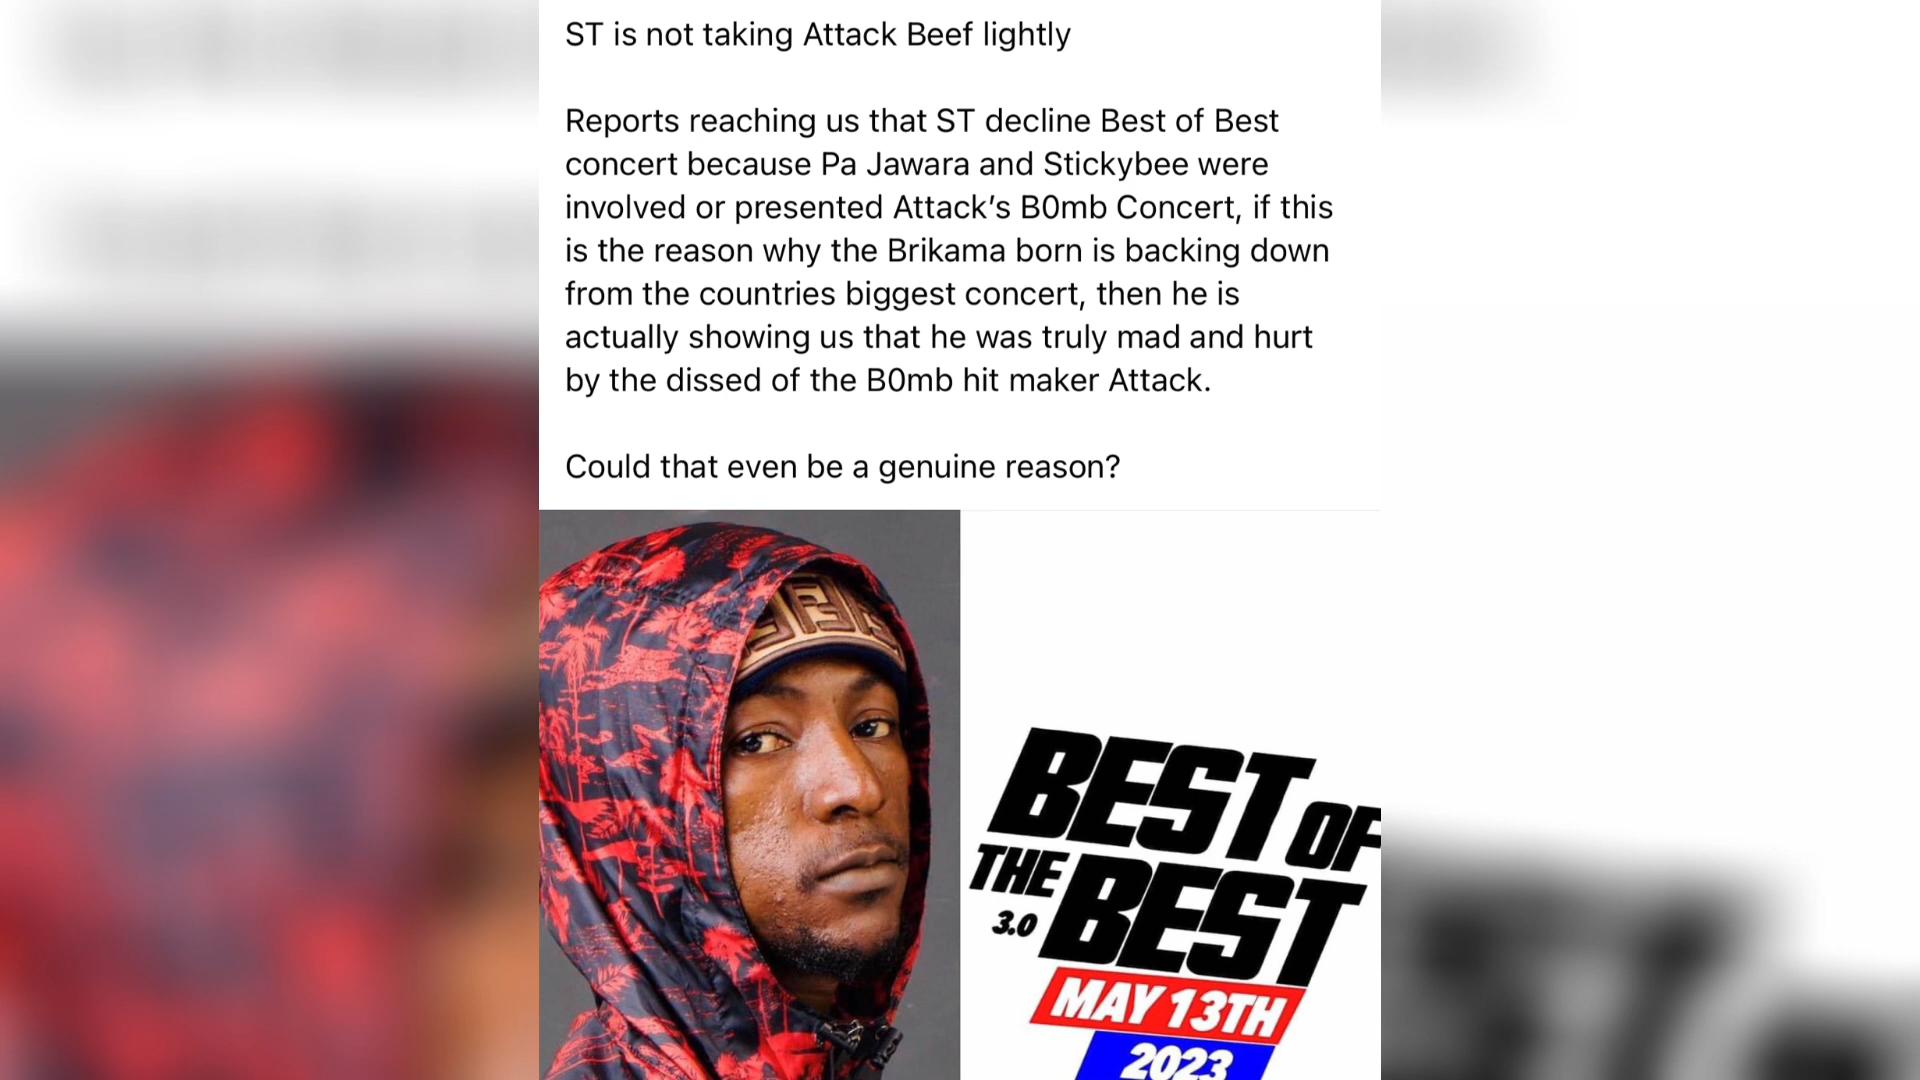 ST is not taking Attack Beef lightly
Reports reaching us that ST decline Best of Best
concert because Pa Jawara and Stickybee were
involved or presented Attack’s B0mb Concert, if this
is the reason why the Brikama born is backing down
from the countries biggest concert, then he is
actually showing us that he was truly mad and hurt
by the dissed of the B0mb hit maker Attack.
Could that even be a genuine reason?
BEST OF
THE BEST
3.0
MAY 13TH
2023